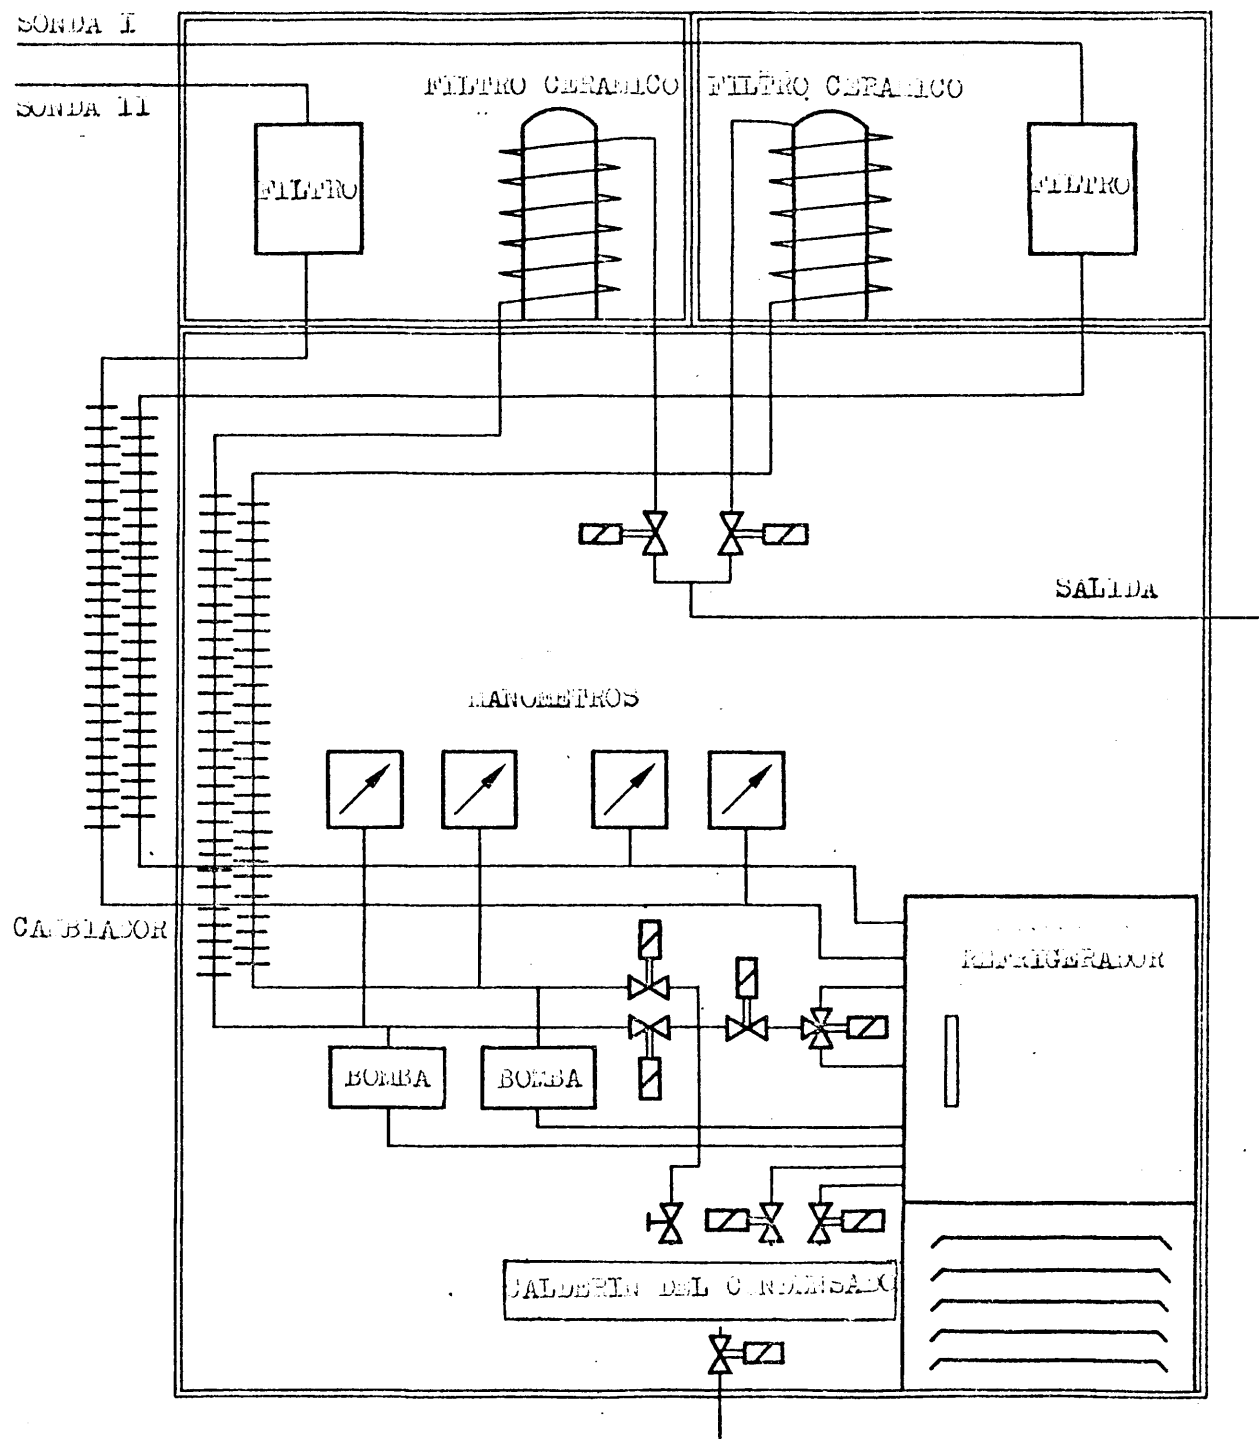 SONDA I
SONDA II
FILTRO CERAMICO
FILTRO CERAMICO
FILTRO
FILTRO
SALIDA
MANOMETROS
CAMBIADOR
REFRIGERADOR
BOMBA
BOMBA
CALDERIN DEL CONDENSADO